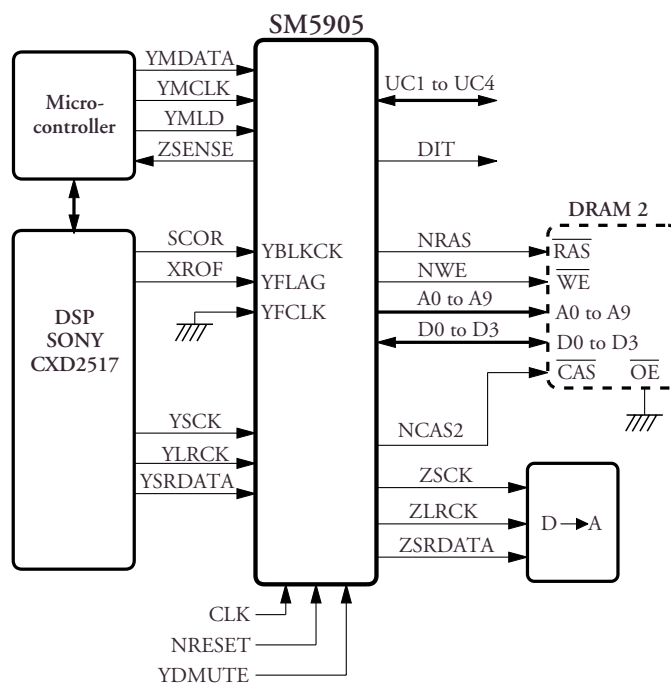 SM5905
YMDATA
YMCLK
YMLD
ZSENSE
Micro-
controller
UC1 to UC4
DIT
DRAM 2
SCOR
XROF
YBLKCK
YFLAG
YFCLK
NRAS
NWE
A0 to A9
D0 to D3
RAS
WE
A0 to A9
D0 to D3
CAS OE
DSP
SONY
CXD2517
YSCK
YLRCK
YSRDATA
NCAS2
ZSCK
ZLRCK
ZSRDATA
D A
CLK
NRESET
YDMUTE